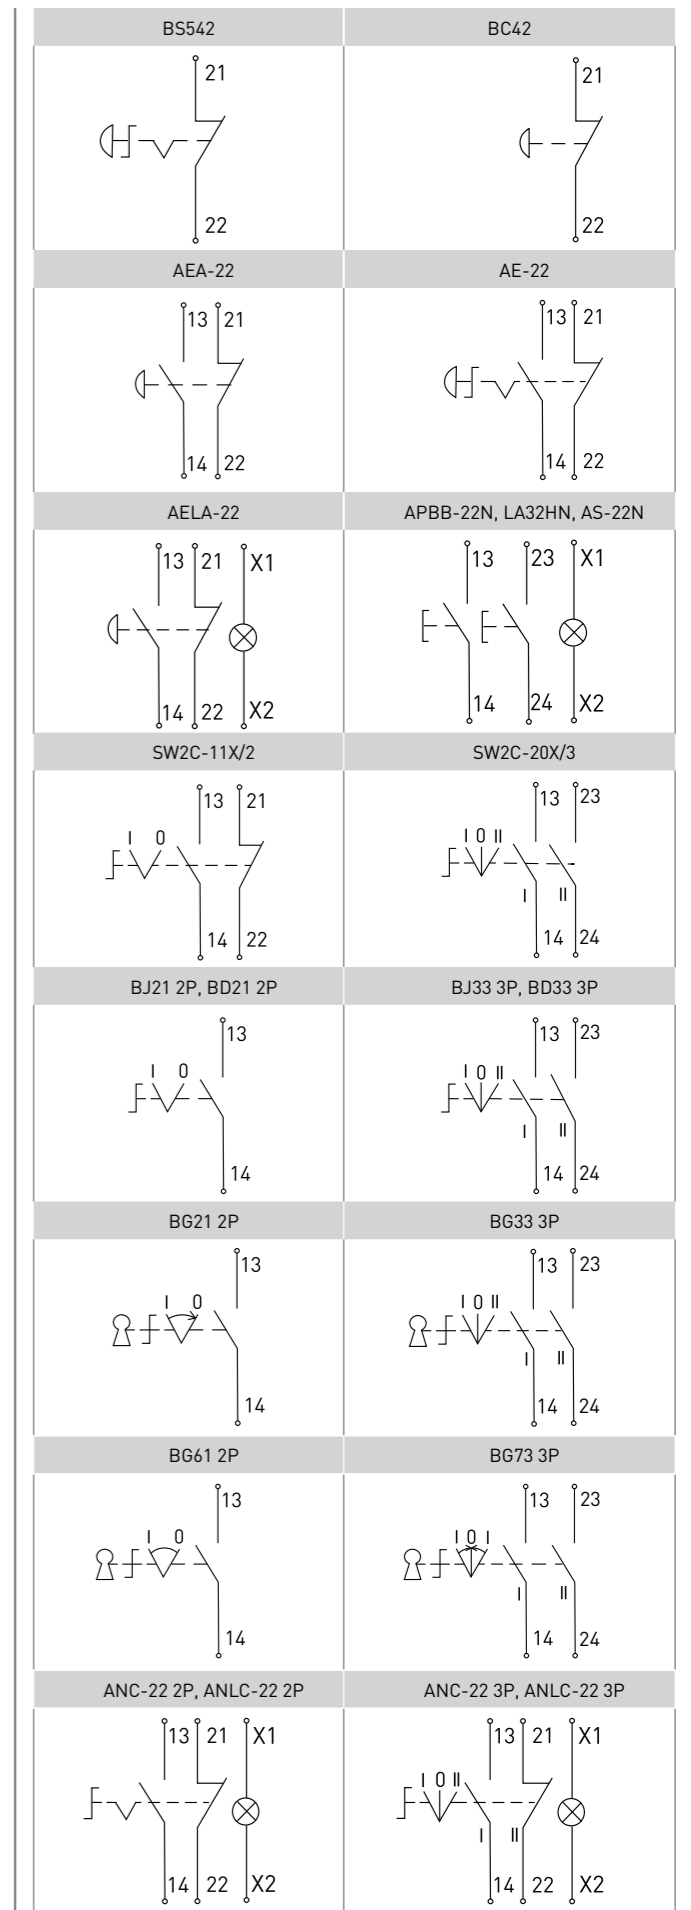 BS542 BC42
21 21
22 22
AEA-22 AE-22
13 21 13 21
14 22 14 22
AELA-22 APBB-22N, LA32HN, AS-22N
13 21 X1 13 23 X1
14 22 X2 14 24 X2
SW2C-11X/2 SW2C-20X/3
13 21 13 23
I 0 I 0 II
I II
14 22 14 24
BJ21 2P, BD21 2P BJ33 3P, BD33 3P
13 13 23
I 0 I 0 II
I II
14 14 24
BG21 2P BG33 3P
13 13 23
I 0 I 0 II
I II
14 14 24
BG61 2P BG73 3P
13 13 23
I 0 I 0 I
I II
14 14 24
ANC-22 2P, ANLC-22 2P ANC-22 3P, ANLC-22 3P
13 21 X1 13 21 X1
I 0 II
I II
14 22 X2 14 22 X2